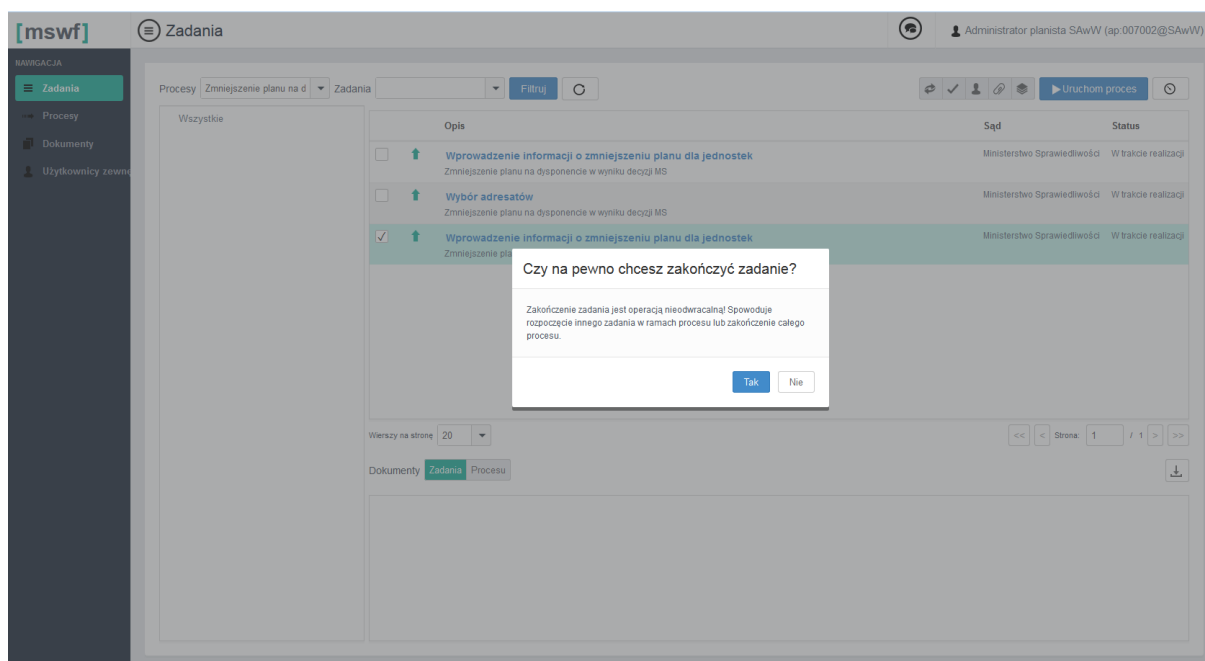 [mswf]
Zadania
Administrator planista SAwW (ap:007002@SAwW)
NAWIGACJA
Zadania
Procesy
Dokumenty
Użytkownicy zewnę
Procesy Zmniejszenie planu na d Zadania Filtruj Uruchom proces
Wszystkie
Opis Sąd Status
Wprowadzenie informacji o zmniejszeniu planu dla jednostek Ministerstwo Sprawiedliwości W trakcie realizacji
Zmniejszenie planu na dysponencie w wyniku decyzji MS
Wybór adresatów Ministerstwo Sprawiedliwości W trakcie realizacji
Zmniejszenie planu na dysponencie w wyniku decyzji MS
Wprowadzenie informacji o zmniejszeniu planu dla jednostek Ministerstwo Sprawiedliwości W trakcie realizacji
Zmniejszenie pla
Czy na pewno chcesz zakończyć zadanie?
Zakończenie zadania jest operacją nieodwracalną! Spowoduje
rozpoczęcie innego zadania w ramach procesu lub zakończenie całego
procesu.
Tak Nie
Wierszy na stronę 20 << < Strona: 1 / 1 > >>
Dokumenty Zadania Procesu